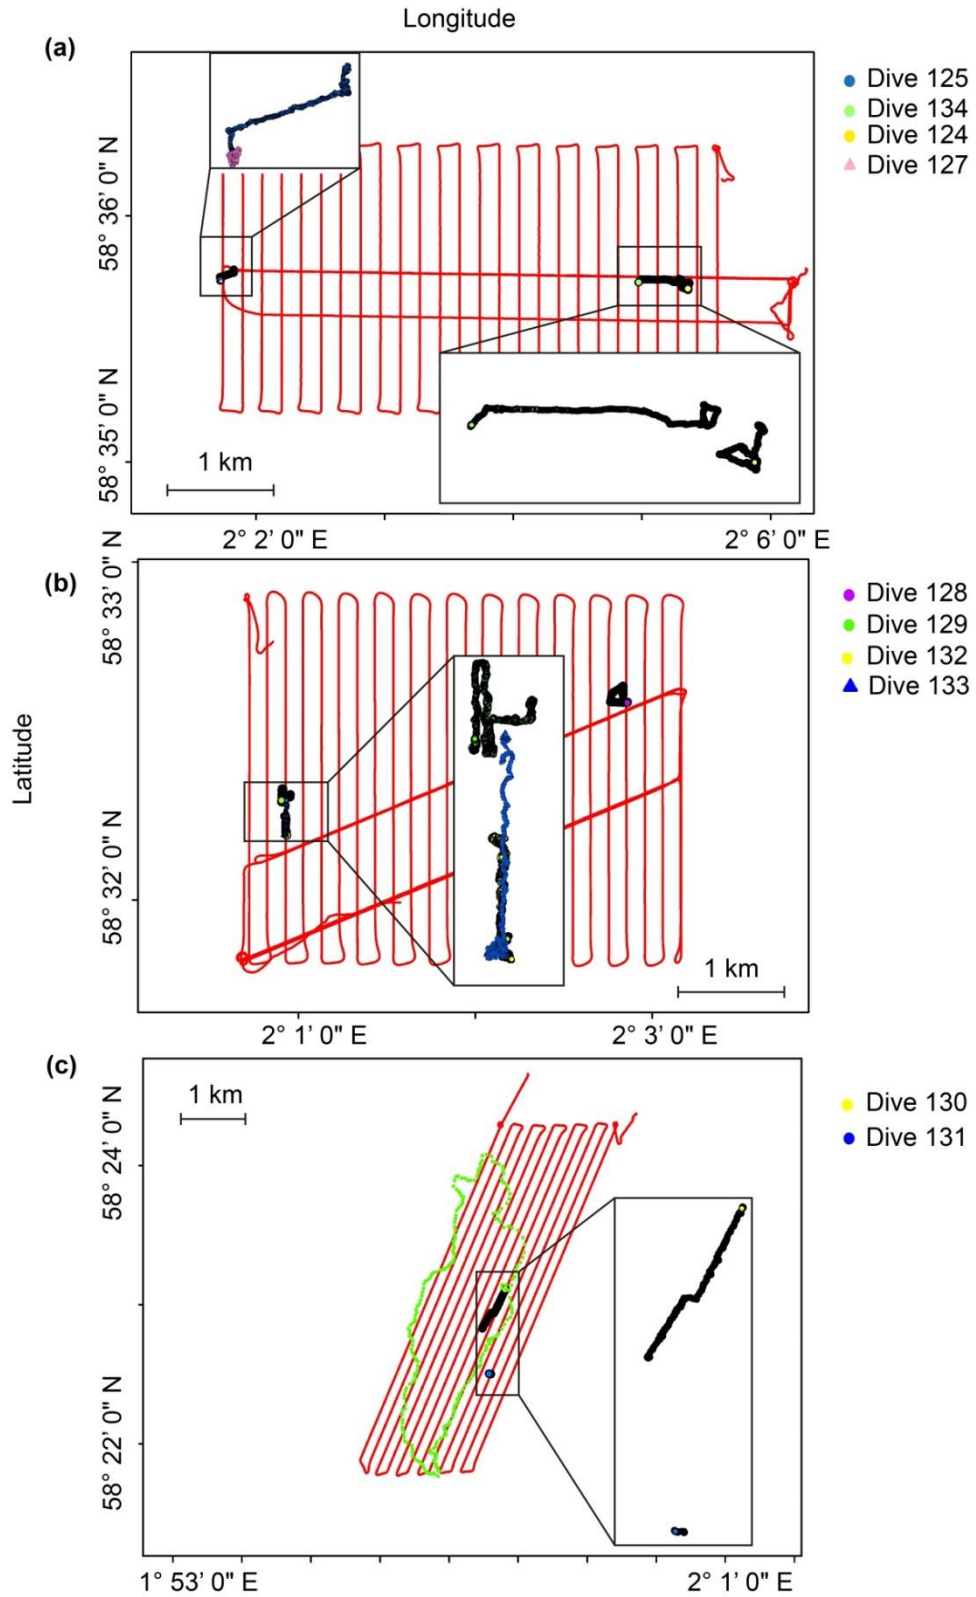 Longitude
(a)
Dive 125
Dive 134
Dive 124
Dive 127
58° 36' 0" N
58° 35' 0" N
1 km
2° 2' 0" E
2° 6' 0" E
(b)
Dive 128
Dive 129
Dive 132
Dive 133
58° 33' 0" N
58° 32' 0" N
Latitude
1 km
2° 1' 0" E
2° 3' 0" E
(c)
1 km
Dive 130
Dive 131
58° 24' 0" N
58° 22' 0" N
1° 53' 0" E
2° 1' 0" E